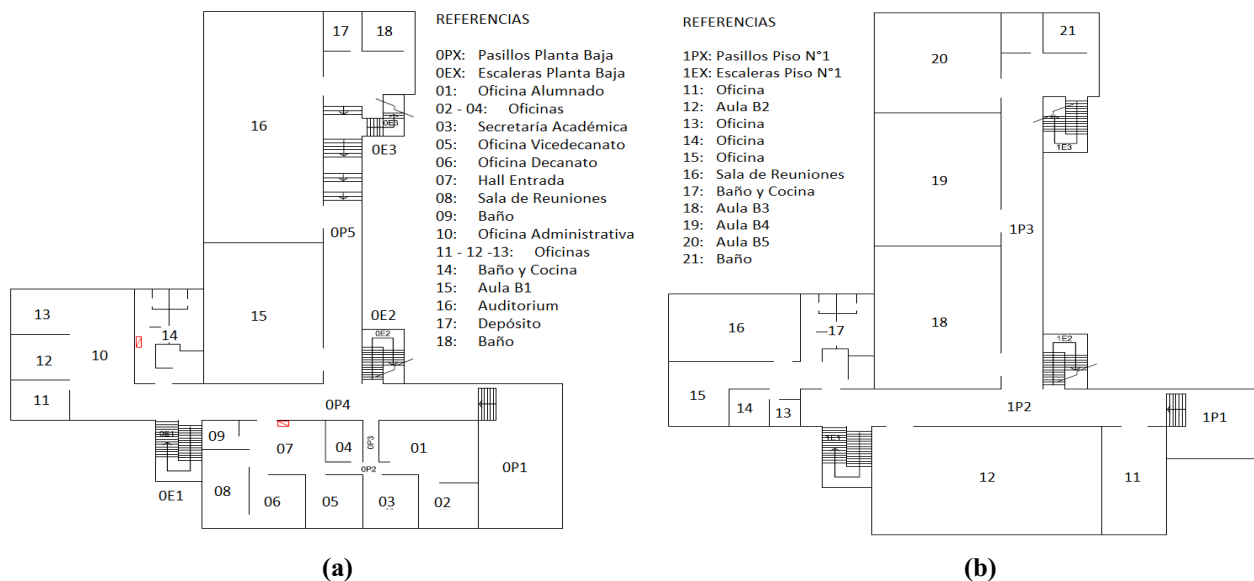 REFERENCIAS
0PX: Pasillos Planta Baja
0EX: Escaleras Planta Baja
01: Oficina Alumnado
02 - 04: Oficinas
03: Secretaría Académica
05: Oficina Vicedecanato
06: Oficina Decanato
07: Hall Entrada
08: Sala de Reuniones
09: Baño
10: Oficina Administrativa
11 - 12 -13: Oficinas
14: Baño y Cocina
15: Aula B1
16: Auditorium
17: Depósito
18: Baño
17
18
16
0E3
0E3
0P5
15
0E2
0E2
14
13
12
11
10
0P4
0E1
0E1
09
08
07
06
05
04
0P3
0P2
03
01
02
0P1
(a)
REFERENCIAS
1PX: Pasillos Piso N°1
1EX: Escaleras Piso N°1
11: Oficina
12: Aula B2
13: Oficina
14: Oficina
15: Oficina
16: Sala de Reuniones
17: Baño y Cocina
18: Aula B3
19: Aula B4
20: Aula B5
21: Baño
20
21
1E3
19
1P3
18
1E2
17
16
15
14
13
1P2
1P1
1E1
12
11
(b)